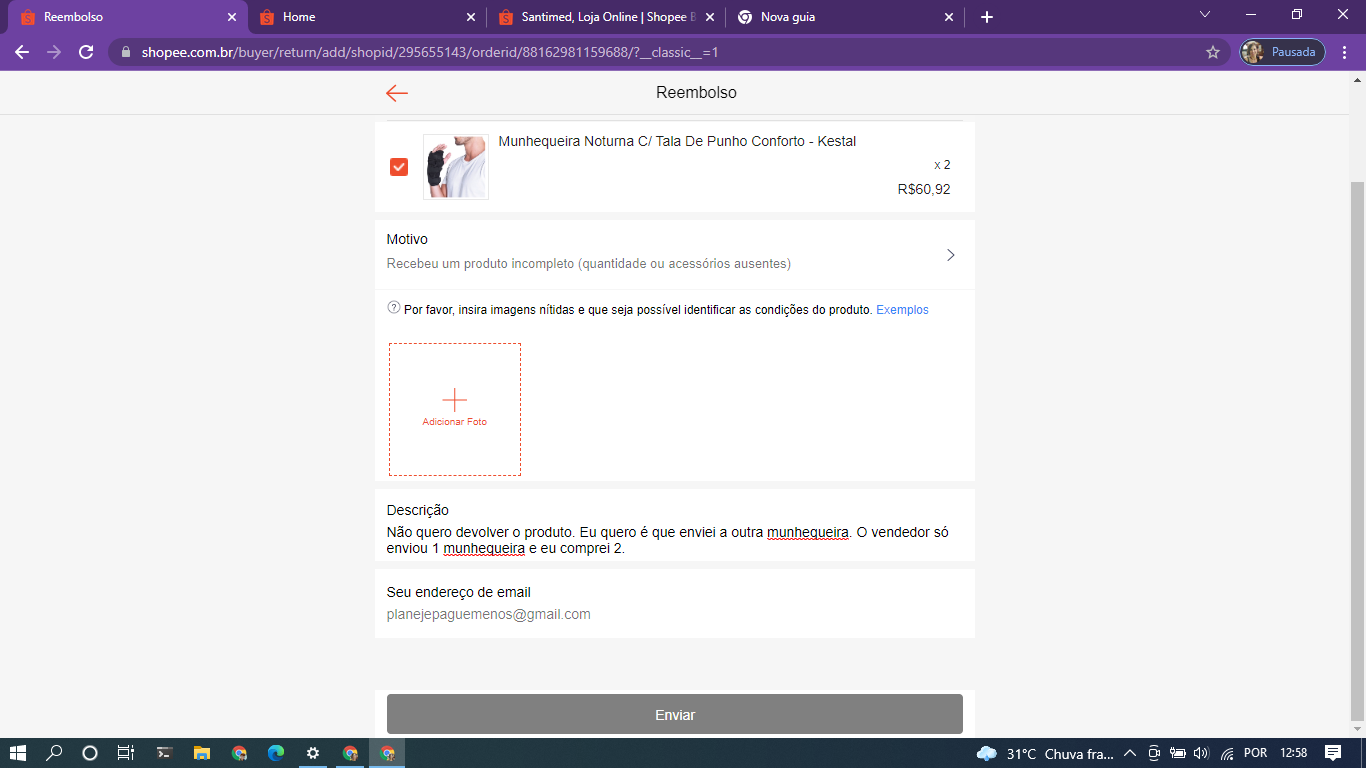 Reembolso
Home
Santimed, Loja Online | Shopee B
Nova guia
shopee.com.br/buyer/return/add/shopid/295655143/orderid/88162981159688/?__classic__=1
Pausada
Reembolso
Munhequeira Noturna C/ Tala De Punho Conforto - Kestal
x 2
R$60,92
Motivo
Recebeu um produto incompleto (quantidade ou acessórios ausentes)
Por favor, insira imagens nítidas e que seja possível identificar as condições do produto. Exemplos
Adicionar Foto
Descrição
Não quero devolver o produto. Eu quero é que enviei a outra munhequeira. O vendedor só
enviou 1 munhequeira e eu comprei 2.
Seu endereço de email
planejepaguemenos@gmail.com
Enviar
31°C Chuva fra... POR 12:58